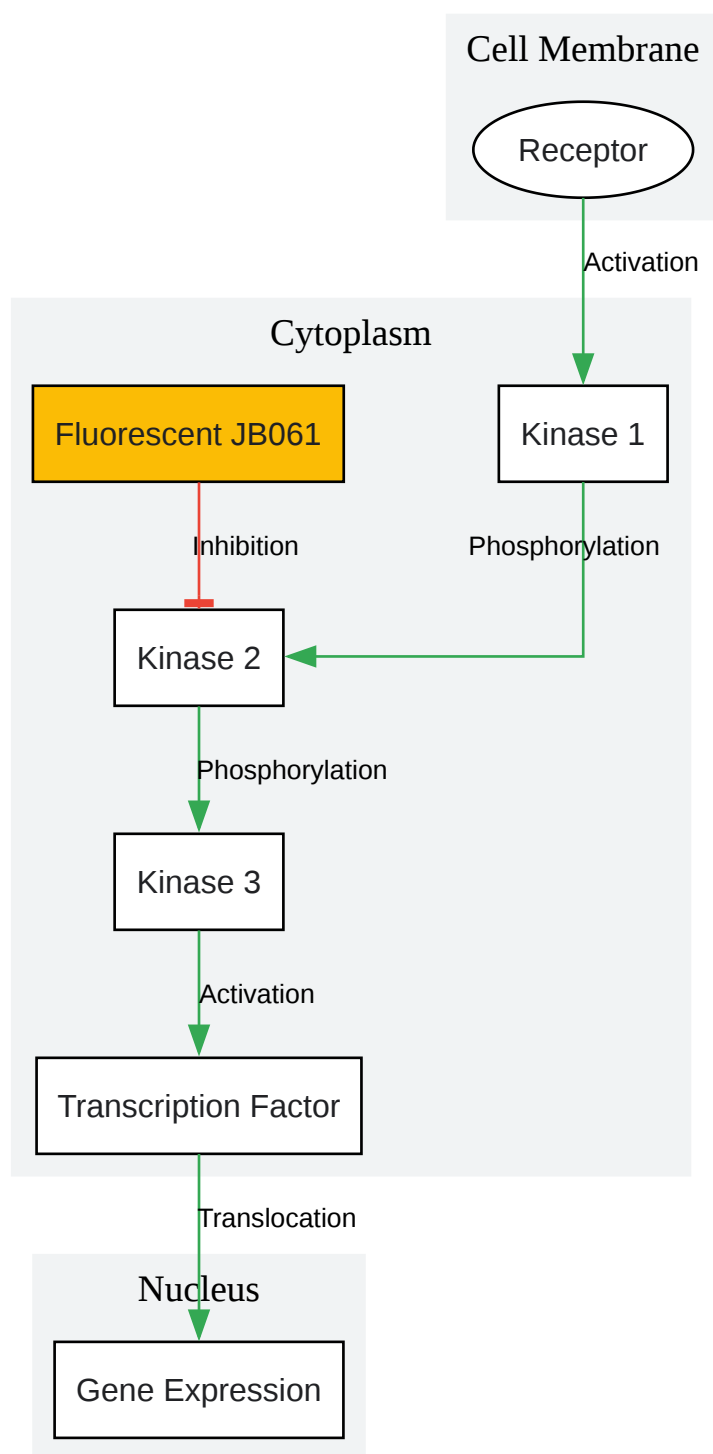 Cell Membrane
Receptor
Activation
Cytoplasm
Fluorescent JB061
Kinase 1
Inhibition
Phosphorylation
Kinase 2
Phosphorylation
Kinase 3
Activation
Transcription Factor
Translocation
Nucleus
Gene Expression